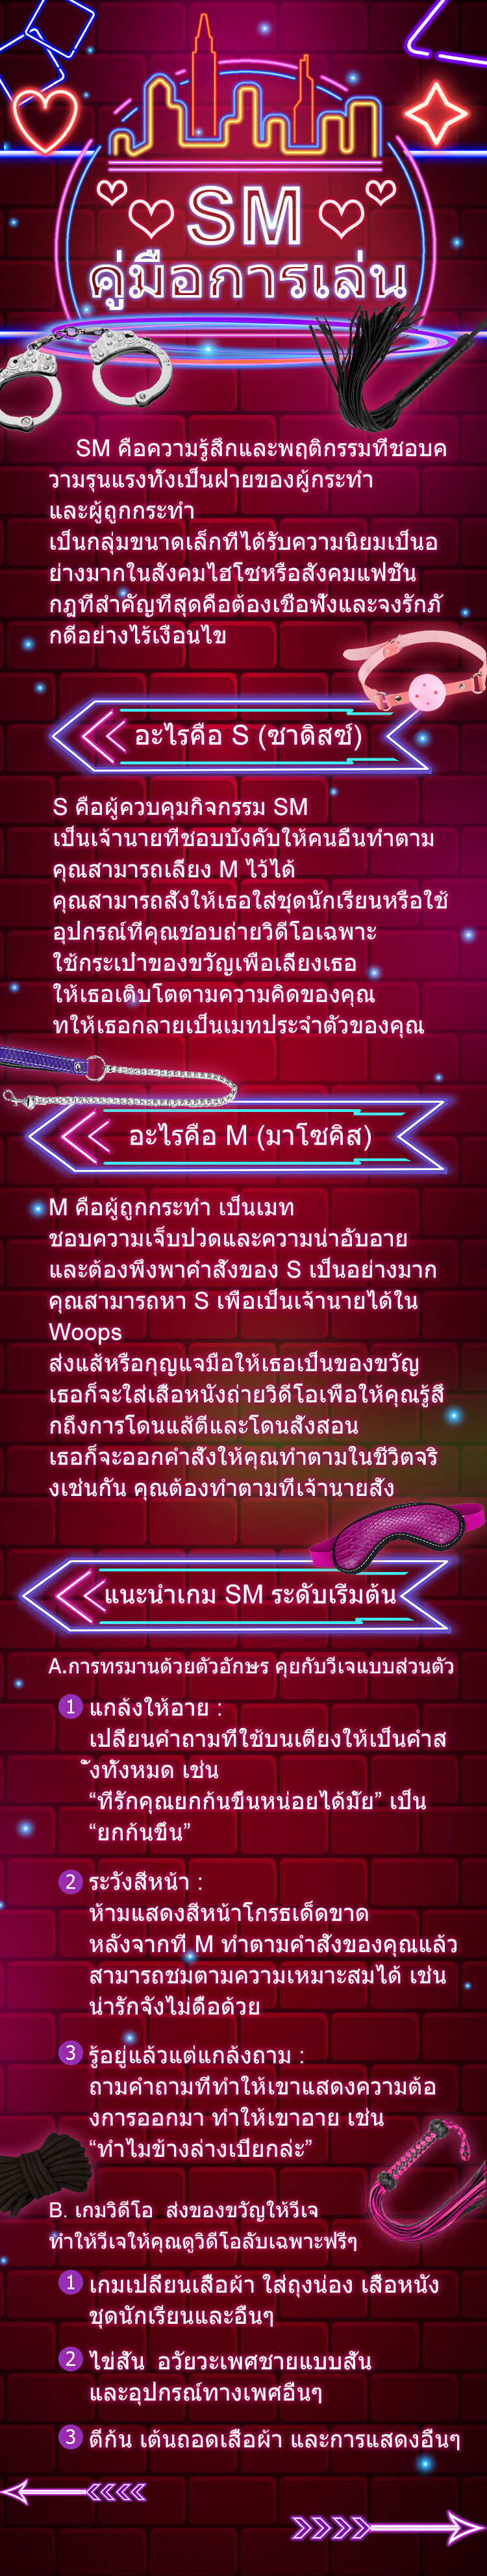 SM
คู่มือการเล่น
SM คือความรู้สึกและพฤติกรรมที่ชอบค
วามรุนแรงทั้งเป็นฝ่ายของผู้กระทำ
และผู้ถูกกระทำ
เป็นกลุ่มขนาดเล็กที่ได้รับความนิยมเป็นอ
ย่างมากในสังคมไฮโซหรือสังคมแฟชั่น
กฎที่สำคัญที่สุดคือต้องเชื่อฟังและจงรักภั
กดีอย่างไร้เงื่อนไข
อะไรคือ S (ซาดิสซ์)
S คือผู้ควบคุมกิจกรรม SM
เป็นเจ้านายที่ชอบบังคับให้คนอื่นทำตาม
คุณสามารถเลี้ยง M ไว้ได้
คุณสามารถสั่งให้เธอใส่ชุดนักเรียนหรือใช้
อุปกรณ์ที่คุณชอบถ่ายวิดีโอเฉพาะ
ใช้กระเป๋าของขวัญเพื่อเลี้ยงเธอ
ให้เธอเติบโตตามความคิดของคุณ
ทให้เธอกลายเป็นเมทประจำตัวของคุณ
อะไรคือ M (มาโซคิส)
M คือผู้ถูกกระทำ เป็นเมท
ชอบความเจ็บปวดและความน่าอับอาย
และต้องพึงพาคำสั่งของ S เป็นอย่างมาก
คุณสามารถหา S เพื่อเป็นเจ้านายได้ใน
Woops
ส่งแส้หรือกุญแจมือให้เธอเป็นของขวัญ
เธอก็จะใส่เสื้อหนังถ่ายวิดีโอเพื่อให้คุณรู้สึ
กถึงการโดนแส้ตีและโดนสั่งสอน
เธอก็จะออกคำสั่งให้คุณทำตามในชีวิตจริ
งเช่นกัน คุณต้องทำตามที่เจ้านายสั่ง
แนะนำเกม SM ระดับเริ่มต้น
A.การทรมานด้วยตัวอักษร คุยกับวีเจแบบส่วนตัว
1 แกล้งให้อาย :
เปลี่ยนคำถามที่ใช้บนเตียงให้เป็นคำส
ั่งทั้งหมด เช่น
“ที่รักคุณยกก้นขึ้นหน่อยได้มั้ย” เป็น
“ยกก้นขึ้น”
2 ระวังสีหน้า :
ห้ามแสดงสีหน้าโกรธเด็ดขาด
หลังจากที่ M ทำตามคำสั่งของคุณแล้ว
สามารถชมตามความเหมาะสมได้ เช่น
น่ารักจังไม่ดื้อด้วย
3 รู้อยู่แล้วแต่แกล้งถาม :
ถามคำถามที่ทำให้เขาแสดงความต้อ
งการออกมา ทำให้เขาอาย เช่น
“ทำไมข้างล่างเปียกล่ะ”
B. เกมวิดีโอ ส่งของขวัญให้วีเจ
ทำให้วีเจให้คุณดูวิดีโอลับเฉพาะฟรีๆ
1 เกมเปลี่ยนเสื้อผ้า ใส่ถุงน่อง เสื้อหนัง
ชุดนักเรียนและอื่นๆ
2 ไข่สั่น อวัยวะเพศชายแบบสั่น
และอุปกรณ์ทางเพศอื่นๆ
3 ตีก้น เต้นถอดเสื้อผ้า และการแสดงอื่นๆ